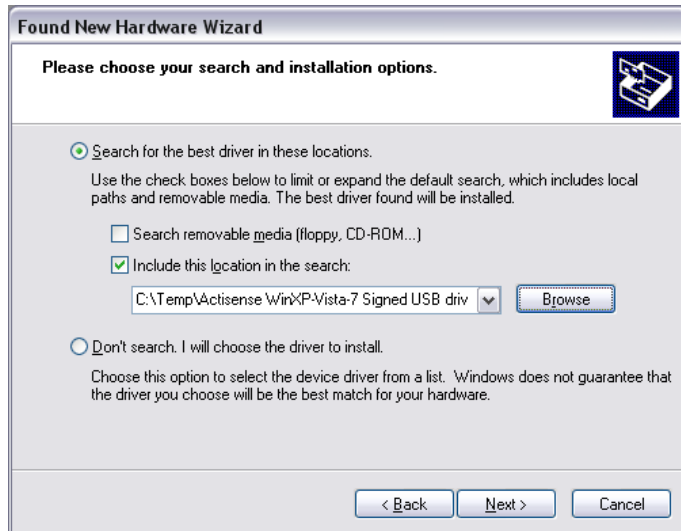 Found New Hardware Wizard
Please choose your search and installation options.
Search for the best driver in these locations.
Use the check boxes below to limit or expand the default search, which includes local
paths and removable media. The best driver found will be installed.
Search removable media (floppy, CD-ROM...)
Include this location in the search:
C:\Temp\Actisense WinXP-Vista-7 Signed USB driv
Browse
Don't search. I will choose the driver to install.
Choose this option to select the device driver from a list. Windows does not guarantee that
the driver you choose will be the best match for your hardware.
< Back Next > Cancel